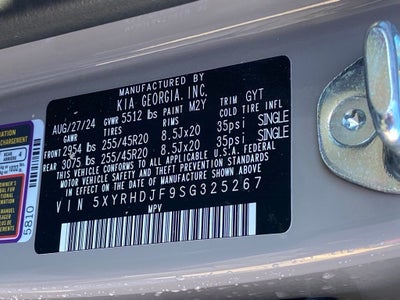 MANUFACTURED BY
KIA GEORGIA, INC.
AUG/27/24 GVWR 5512 lbs PAINT M2Y TRIM GYT
GAWR TIRES RIMS COLD TIRE INFL
FRONT 2954 lbs 255/45R20 8.5Jx20 35psi SINGLE
REAR 3075 lbs 255/45R20 8.5Jx20 35psi SINGLE
THIS VEHICLE CONFORMS TO ALL APPLICABLE U.S.A. FEDERAL
MOTOR VEHICLE SAFETY AND THEFT PREVENTION STANDARDS
IN EFFECT ON THE DATE OF MANUFACTURE SHOWN ABOVE.
VIN 5XYRHDJF9SG325267
MPV
5810